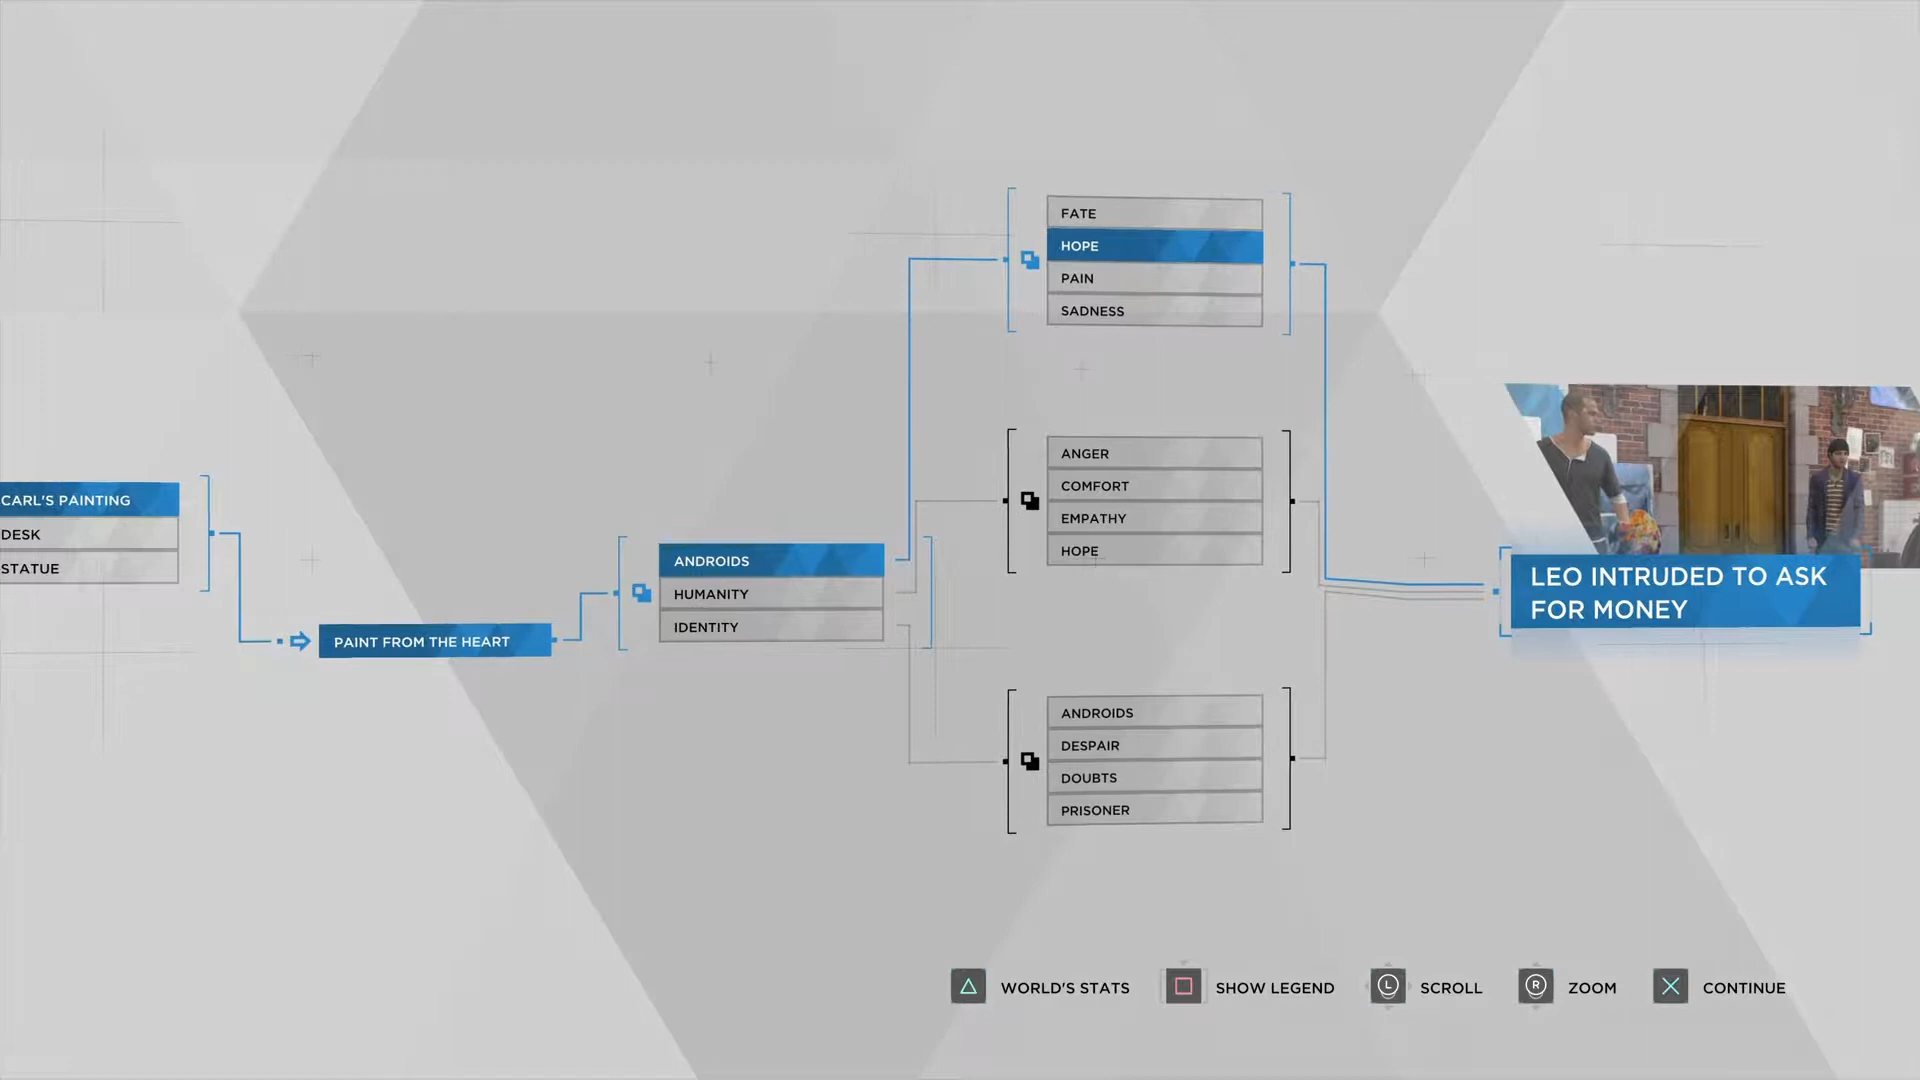 CARL'S PAINTING
DESK
STATUE
PAINT FROM THE HEART
ANDROIDS
HUMANITY
IDENTITY
FATE
HOPE
PAIN
SADNESS
ANGER
COMFORT
EMPATHY
HOPE
ANDROIDS
DESPAIR
DOUBTS
PRISONER
LEO INTRUDED TO ASK
FOR MONEY
WORLD'S STATS
SHOW LEGEND
L
SCROLL
R
ZOOM
CONTINUE